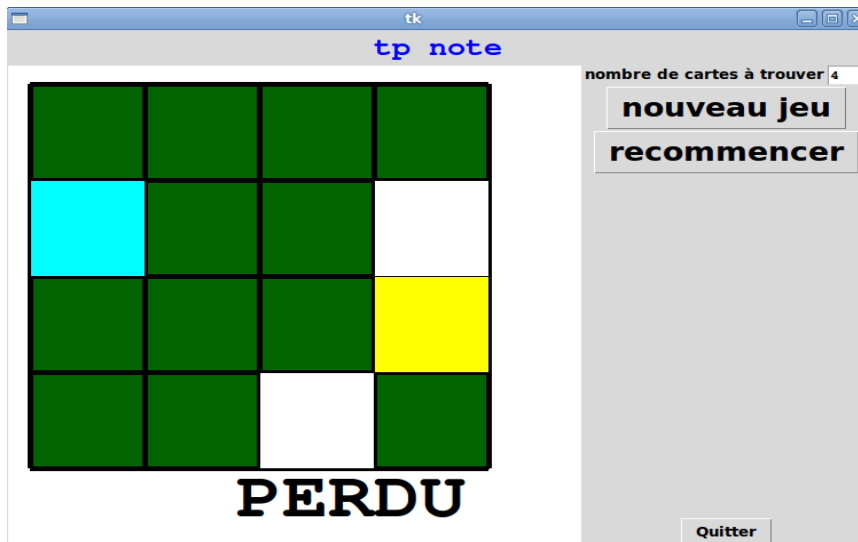 tk
tp note
nombre de cartes à trouver 4
nouveau jeu
recommencer
PERDU
Quitter